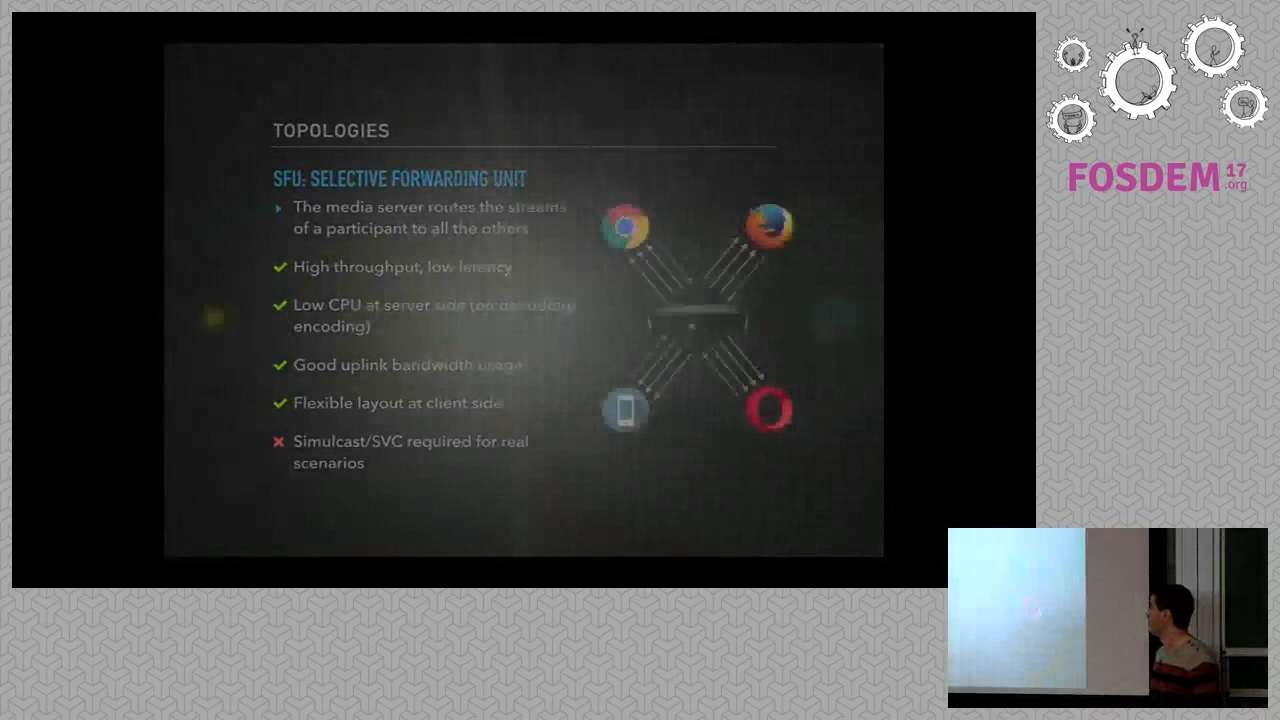 TOPOLOGIES
SFU: SELECTIVE FORWARDING UNIT
The media server routes the streams
of a participant to all the others
High throughput, low latency
Low CPU at server side (no decoding
encoding)
Good uplink bandwidth usage
Flexible layout at client side
Simulcast/SVC required for real
scenarios
FOSDEM 17
.org